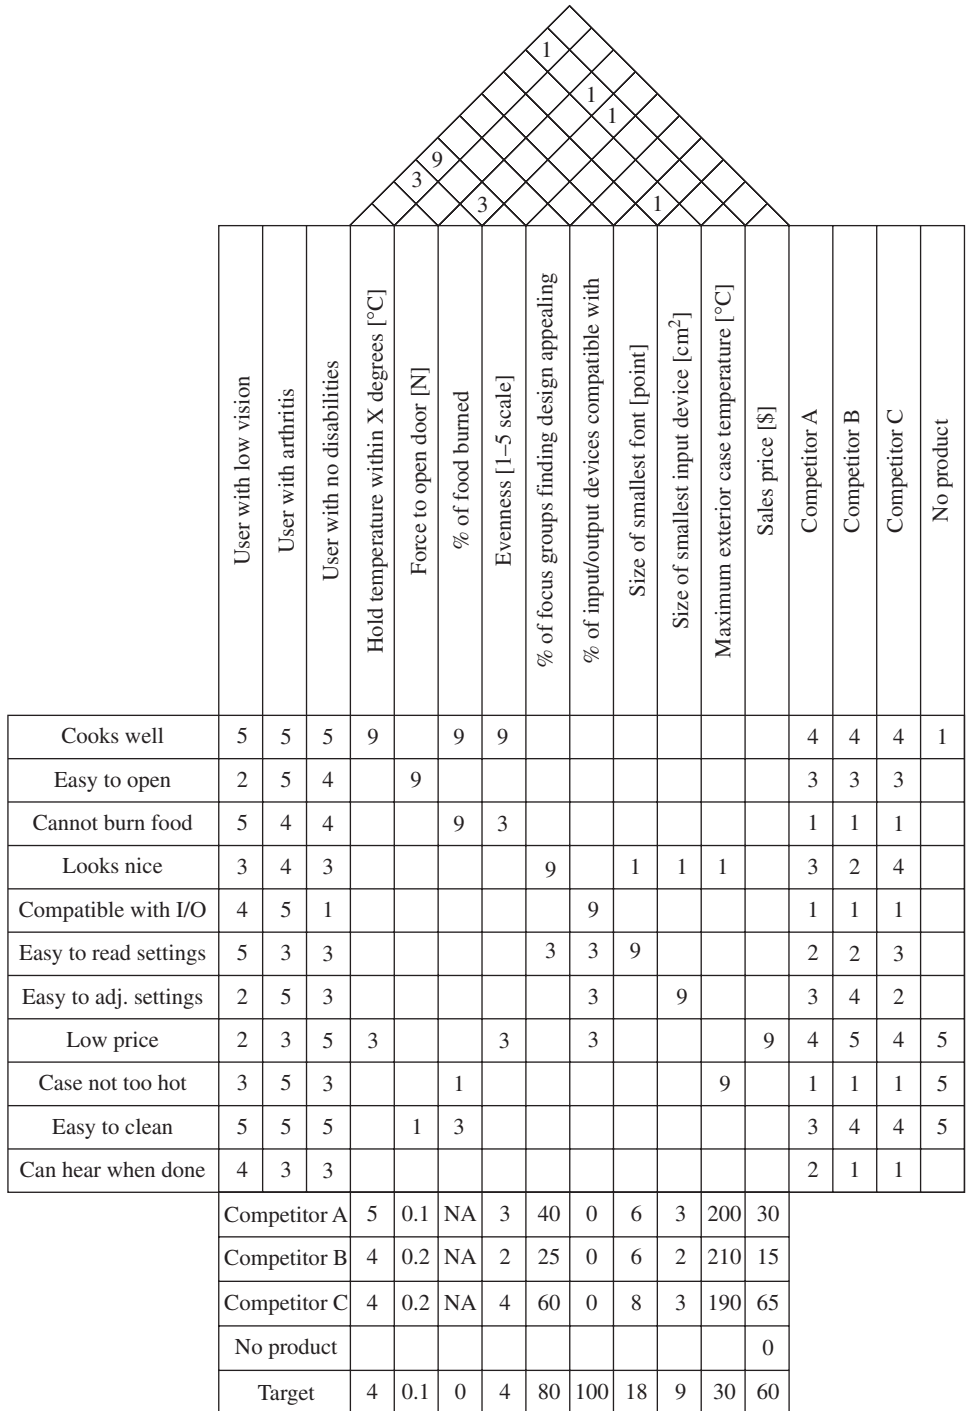 1
1
1
9
3
3 1
User with low vision
User with arthritis
User with no disabilities
Hold temperature within X degrees [°C]
Force to open door [N]
% of food burned
Evenness [1–5 scale]
% of focus groups finding design appealing
% of input/output devices compatible with
Size of smallest font [point]
Size of smallest input device [cm²]
Maximum exterior case temperature [°C]
Sales price [$]
Competitor A
Competitor B
Competitor C
No product
Cooks well 5 5 5 9 9 9 4 4 4 1
Easy to open 2 5 4 9 3 3 3
Cannot burn food 5 4 4 9 3 1 1 1
Looks nice 3 4 3 9 1 1 1 3 2 4
Compatible with I/O 4 5 1 9 1 1 1
Easy to read settings 5 3 3 3 3 9 2 2 3
Easy to adj. settings 2 5 3 3 9 3 4 2
Low price 2 3 5 3 3 3 9 4 5 4 5
Case not too hot 3 5 3 1 9 1 1 1 5
Easy to clean 5 5 5 1 3 3 4 4 5
Can hear when done 4 3 3 2 1 1
Competitor A 5 0.1 NA 3 40 0 6 3 200 30
Competitor B 4 0.2 NA 2 25 0 6 2 210 15
Competitor C 4 0.2 NA 4 60 0 8 3 190 65
No product 0
Target 4 0.1 0 4 80 100 18 9 30 60